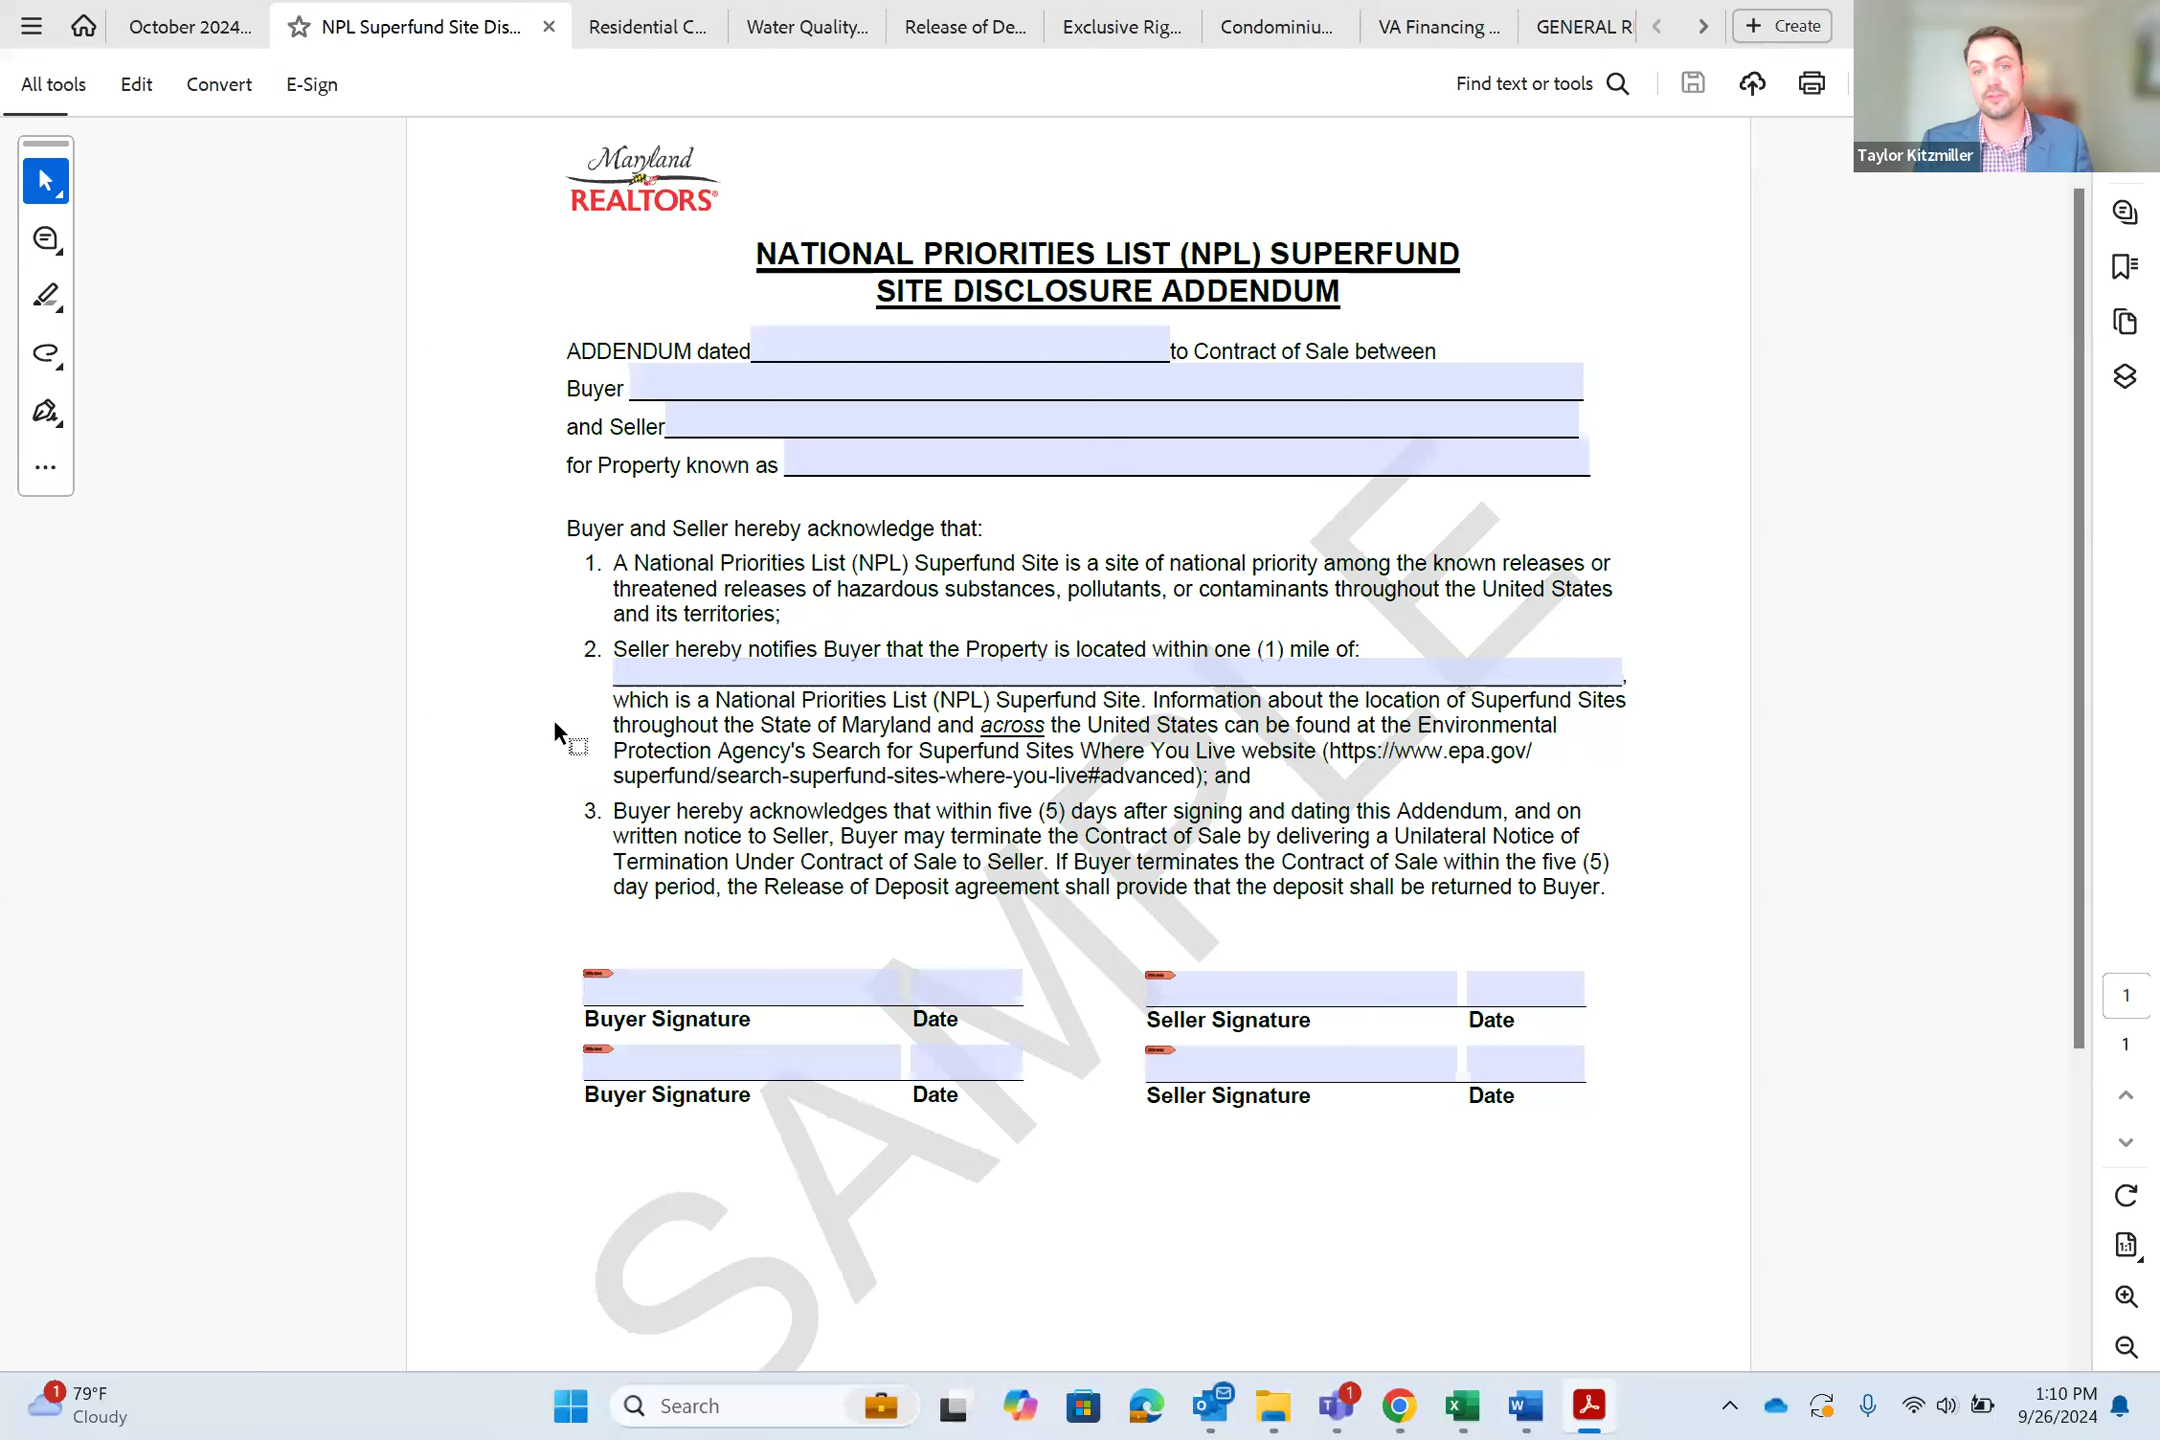 October 2024...
NPL Superfund Site Dis...
Residential C...
Water Quality...
Release of De...
Exclusive Rig...
Condominiu...
VA Financing ...
GENERAL R
Create
All tools
Edit
Convert
E-Sign
Find text or tools
Taylor Kitzmiller
Maryland
REALTORS®
NATIONAL PRIORITIES LIST (NPL) SUPERFUND
SITE DISCLOSURE ADDENDUM
ADDENDUM dated to Contract of Sale between
Buyer
and Seller
for Property known as
Buyer and Seller hereby acknowledge that:
1. A National Priorities List (NPL) Superfund Site is a site of national priority among the known releases or
threatened releases of hazardous substances, pollutants, or contaminants throughout the United States
and its territories;
2. Seller hereby notifies Buyer that the Property is located within one (1) mile of:
,
which is a National Priorities List (NPL) Superfund Site. Information about the location of Superfund Sites
throughout the State of Maryland and across the United States can be found at the Environmental
Protection Agency's Search for Superfund Sites Where You Live website (https://www.epa.gov/
superfund/search-superfund-sites-where-you-live#advanced); and
3. Buyer hereby acknowledges that within five (5) days after signing and dating this Addendum, and on
written notice to Seller, Buyer may terminate the Contract of Sale by delivering a Unilateral Notice of
Termination Under Contract of Sale to Seller. If Buyer terminates the Contract of Sale within the five (5)
day period, the Release of Deposit agreement shall provide that the deposit shall be returned to Buyer.
SAMPLE
Buyer Signature Date
Seller Signature Date
Buyer Signature Date
Seller Signature Date
1
1
1:1
1
79°F
Cloudy
Search
1
1:10 PM
9/26/2024